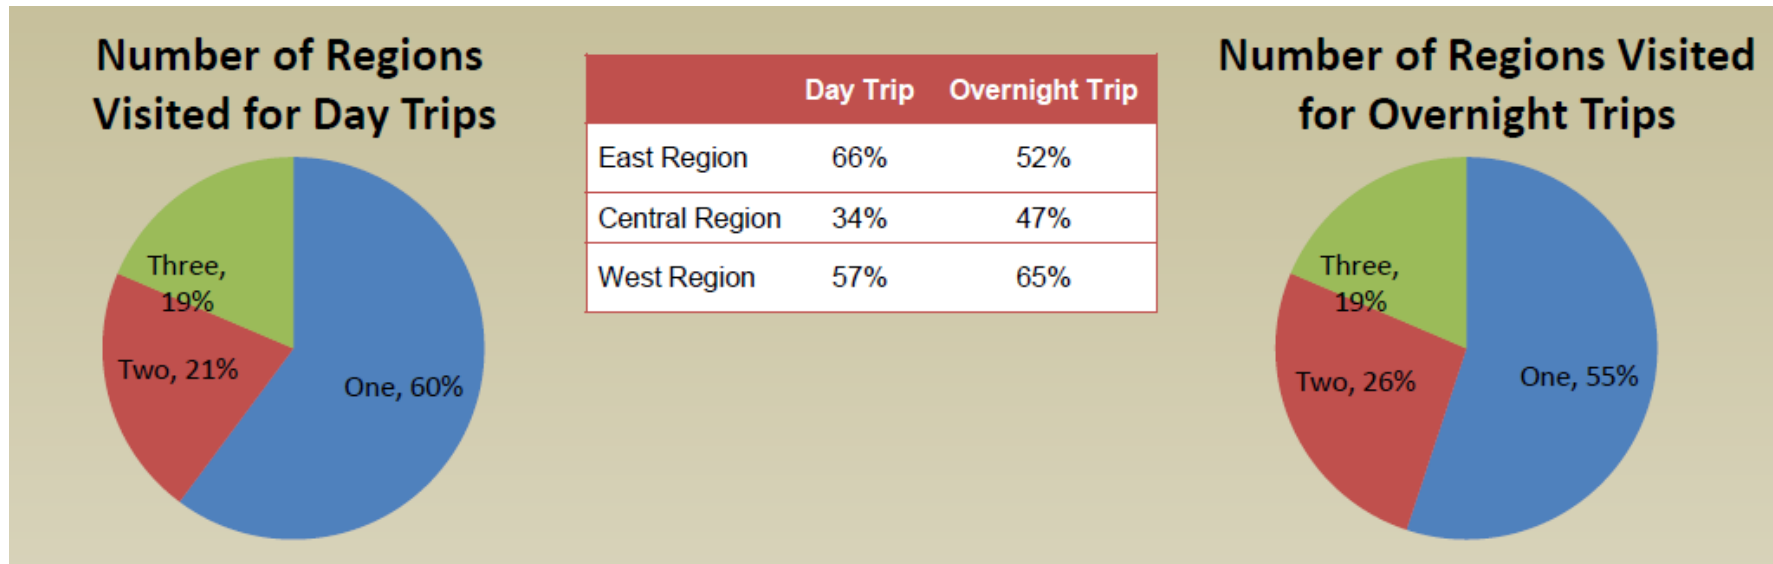 Number of Regions
Visited for Day Trips
Three,
19%
Two, 21%
One, 60%
Day Trip Overnight Trip
East Region 66% 52%
Central Region 34% 47%
West Region 57% 65%
Number of Regions Visited
for Overnight Trips
Three,
19%
Two, 26%
One, 55%